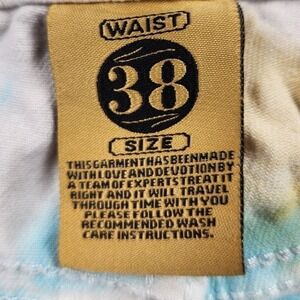 WAIST
38
SIZE
THIS GARMENT HAS BEEN MADE
WITH LOVE AND DEVOTION BY
A TEAM OF EXPERTS TREAT IT
RIGHT AND IT WILL TRAVEL
THROUGH TIME WITH YOU
PLEASE FOLLOW THE
RECOMMENDED WASH
CARE INSTRUCTIONS.